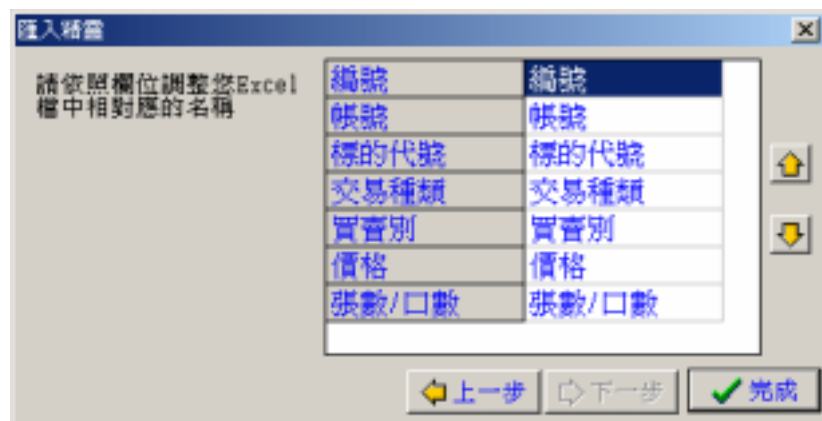 匯入精靈
請依照欄位調整您Excel
檔中相對應的名稱
編號 編號
帳號 帳號
標的代號 標的代號
交易種類 交易種類
買賣別 買賣別
價格 價格
張數/口數 張數/口數
上一步 下一步 完成